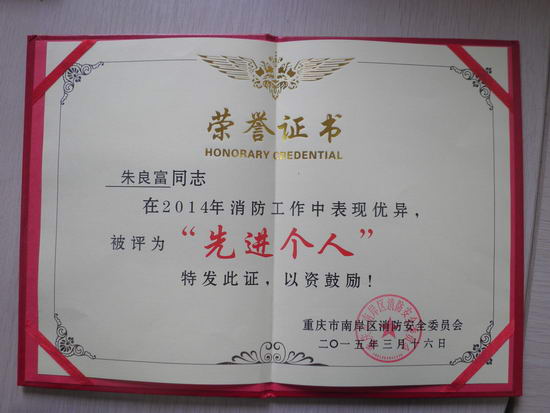 荣誉证书
HONORARY CREDENTIAL
朱良富同志
在2014年消防工作中表现优异，
被评为“先进个人”
特发此证，以资鼓励！
重庆市南岸区消防安全委员会
二〇一五年三月十六日